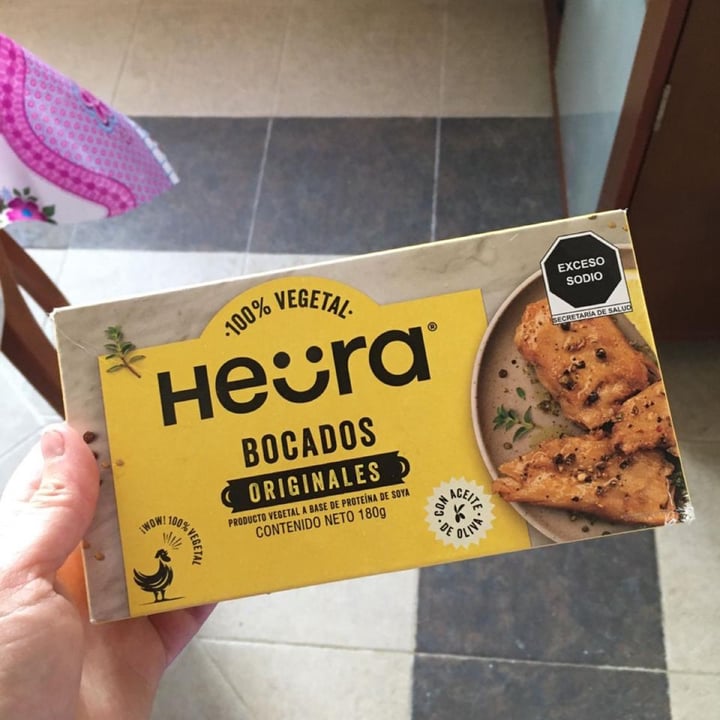 ·100% VEGETAL·
Heüra®
BOCADOS
ORIGINALES
PRODUCTO VEGETAL A BASE DE PROTEÍNA DE SOYA
CONTENIDO NETO 180g
¡WOW! 100% VEGETAL
CON ACEITE
· DE OLIVA ·
EXCESO
SODIO
SECRETARÍA DE SALUD